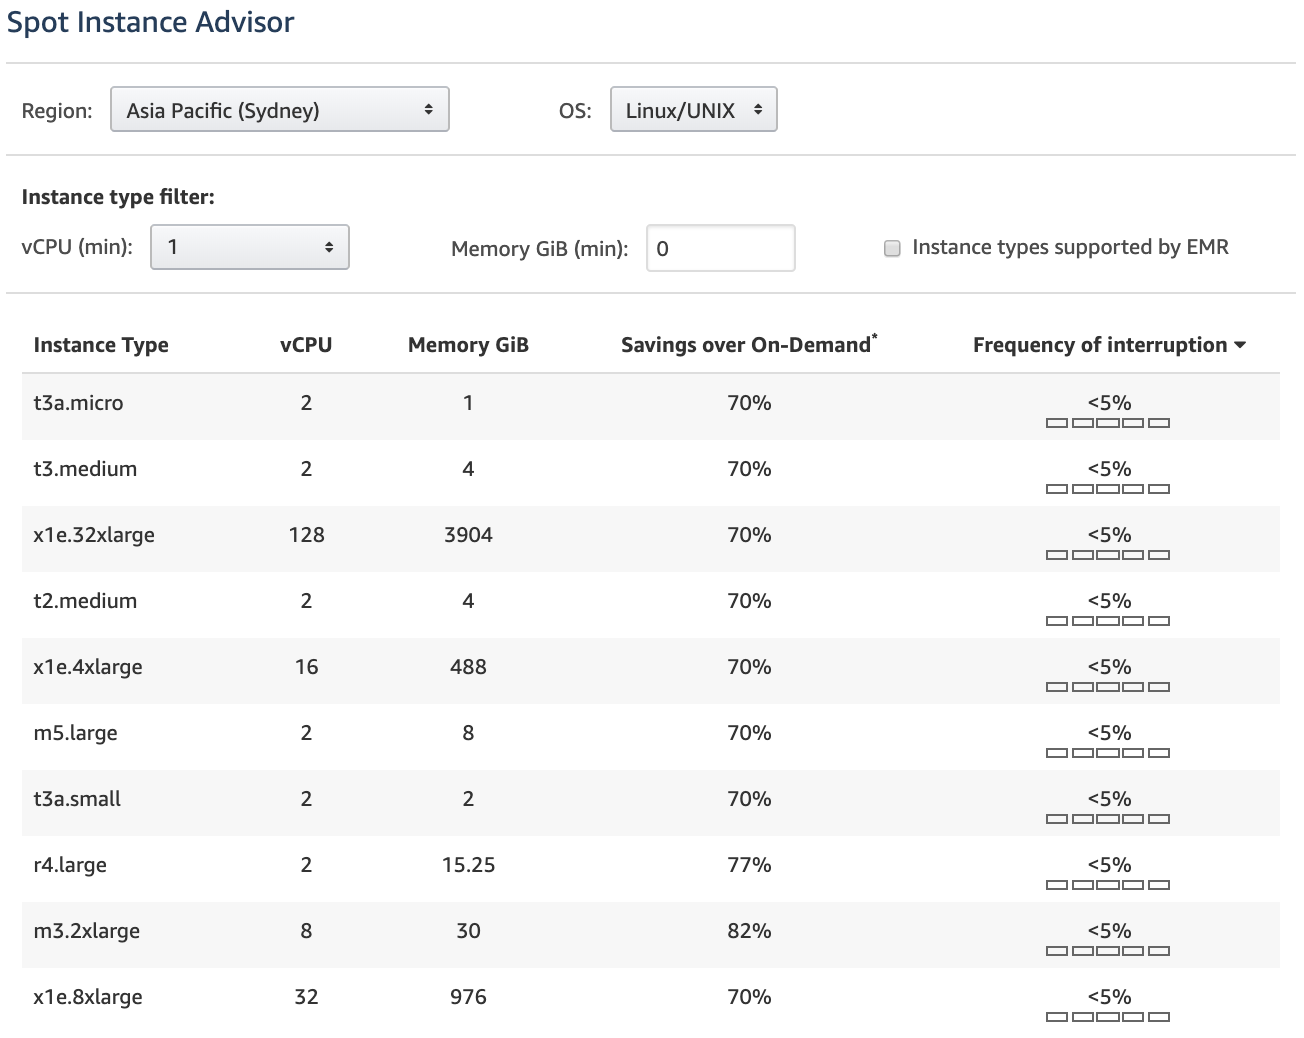 Spot Instance Advisor
Region: Asia Pacific (Sydney) OS: Linux/UNIX
Instance type filter:
vCPU (min): 1 Memory GiB (min): 0 Instance types supported by EMR
Instance Type vCPU Memory GiB Savings over On-Demand* Frequency of interruption
t3a.micro 2 1 70% <5%
t3.medium 2 4 70% <5%
x1e.32xlarge 128 3904 70% <5%
t2.medium 2 4 70% <5%
x1e.4xlarge 16 488 70% <5%
m5.large 2 8 70% <5%
t3a.small 2 2 70% <5%
r4.large 2 15.25 77% <5%
m3.2xlarge 8 30 82% <5%
x1e.8xlarge 32 976 70% <5%